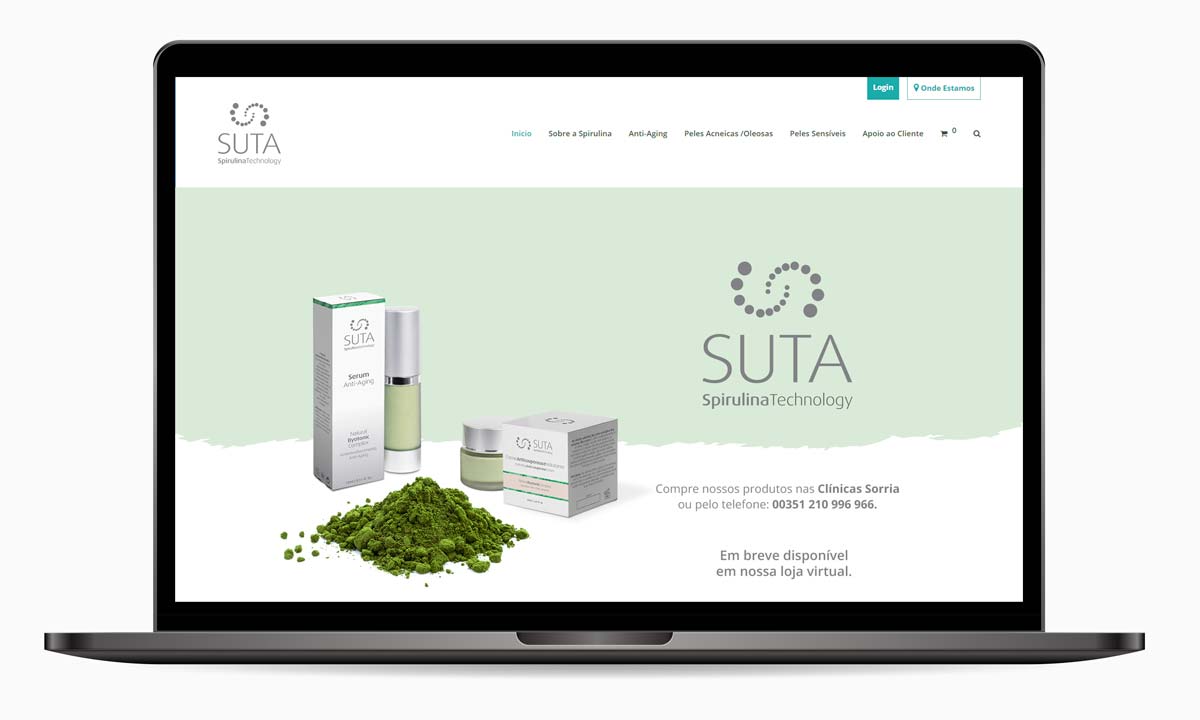 Login
Onde Estamos
SUTA
SpirulinaTechnology
Inicio
Sobre a Spirulina
Anti-Aging
Peles Acneicas /Oleosas
Peles Sensíveis
Apoio ao Cliente
0
SUTA
SpirulinaTechnology
SUTA
SpirulinaTechnology
Serum
Anti-Aging
Natural
Complex
SUTA
Compre nossos produtos nas Clínicas Sorria
ou pelo telefone: 00351 210 996 966.
Em breve disponível
em nossa loja virtual.